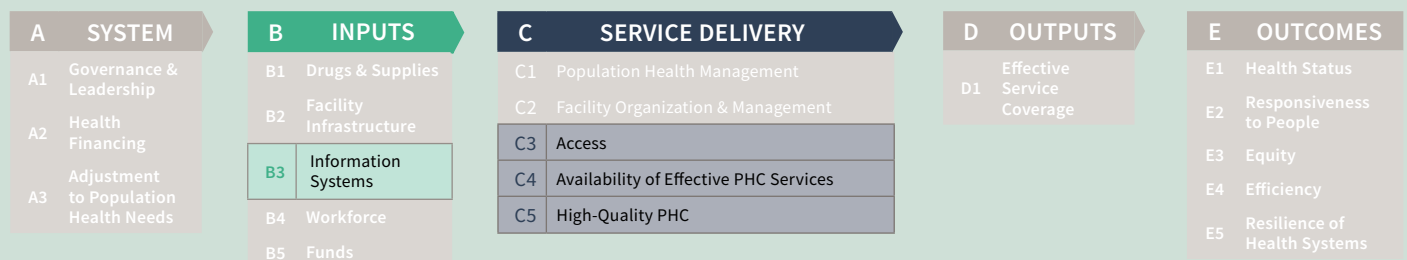 A SYSTEM
A1 Governance &
Leadership
A2 Health
Financing
A3 Adjustment
to Population
Health Needs
B INPUTS
B1 Drugs & Supplies
B2 Facility
Infrastructure
B3 Information
Systems
B4 Workforce
B5 Funds
C SERVICE DELIVERY
C1 Population Health Management
C2 Facility Organization & Management
C3 Access
C4 Availability of Effective PHC Services
C5 High-Quality PHC
D OUTPUTS
D1 Effective
Service
Coverage
E OUTCOMES
E1 Health Status
E2 Responsiveness
to People
E3 Equity
E4 Efficiency
E5 Resilience of
Health Systems